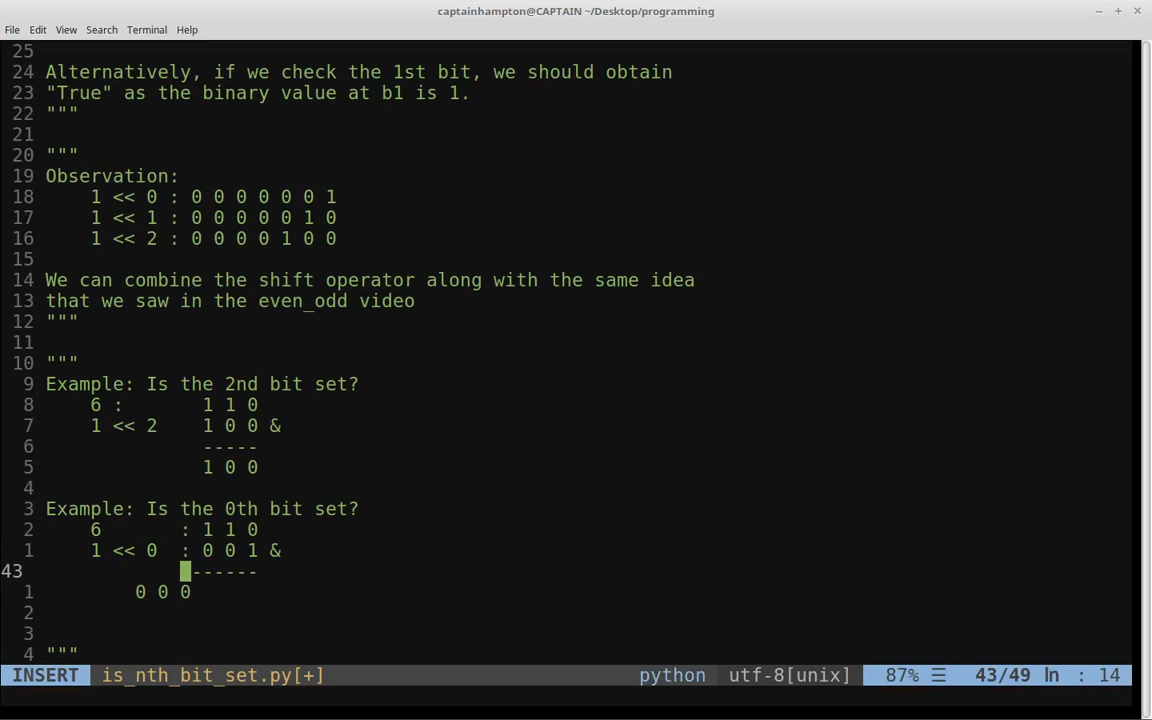 captainhampton@CAPTAIN ~/Desktop/programming
File Edit View Search Terminal Help
25
24 Alternatively, if we check the 1st bit, we should obtain
23 "True" as the binary value at b1 is 1.
22 """
21
20 """
19 Observation:
18     1 << 0 : 0 0 0 0 0 0 1
17     1 << 1 : 0 0 0 0 0 1 0
16     1 << 2 : 0 0 0 0 1 0 0
15
14 We can combine the shift operator along with the same idea
13 that we saw in the even_odd video
12 """
11
10 """
9 Example: Is the 2nd bit set?
8     6 :       1 1 0
7     1 << 2    1 0 0 &
6               -----
5               1 0 0
4
3 Example: Is the 0th bit set?
2     6       : 1 1 0
1     1 << 0  : 0 0 1 &
43             ------
1         0 0 0
2
3
4 """
INSERT is_nth_bit_set.py[+] python utf-8[unix] 87% ☰ 43/49 ln : 14